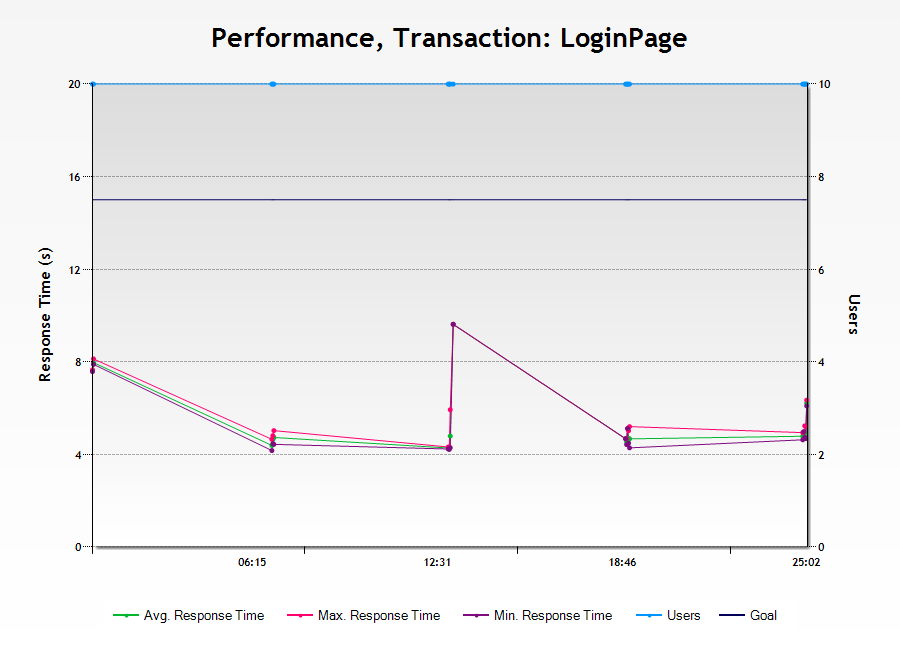 Performance, Transaction: LoginPage
20
10
16
8
12
6
8
4
4
2
0
0
Response Time (s)
Users
06:15
12:31
18:46
25:02
Avg. Response Time
Max. Response Time
Min. Response Time
Users
Goal